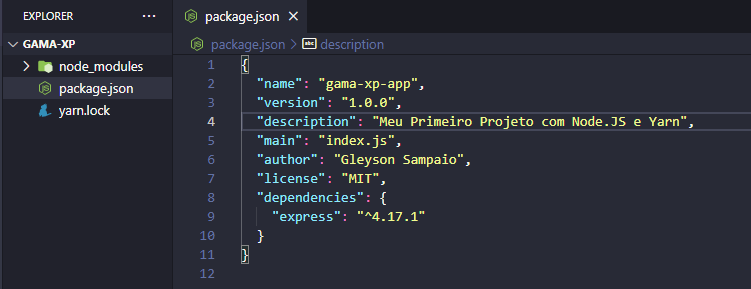 EXPLORER
GAMA-XP
node_modules
package.json
yarn.lock
package.json
package.json > abc description
1 {
2 "name": "gama-xp-app",
3 "version": "1.0.0",
4 "description": "Meu Primeiro Projeto com Node.JS e Yarn",
5 "main": "index.js",
6 "author": "Gleyson Sampaio",
7 "license": "MIT",
8 "dependencies": {
9 "express": "^4.17.1"
10 }
11 }
12